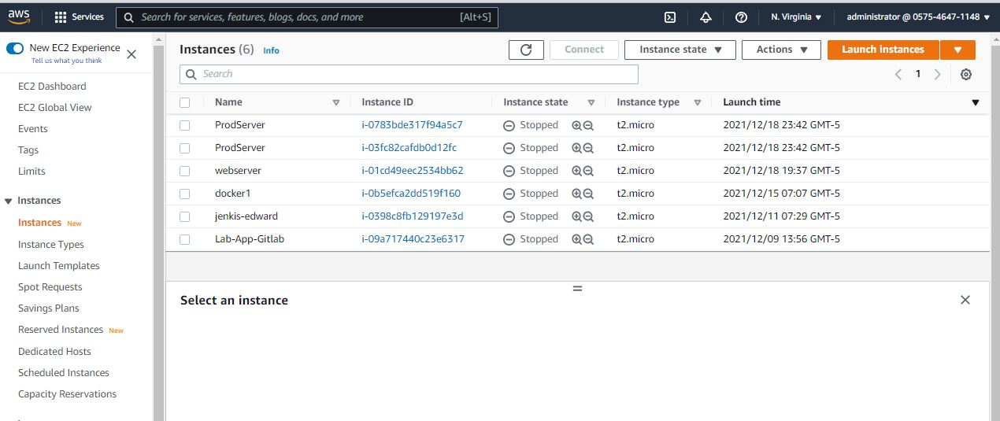 aws Services Search for services, features, blogs, docs, and more [Alt+S] N. Virginia administrator @ 0575-4647-1148
New EC2 Experience
Tell us what you think
EC2 Dashboard
EC2 Global View
Events
Tags
Limits
Instances
Instances New
Instance Types
Launch Templates
Spot Requests
Savings Plans
Reserved Instances New
Dedicated Hosts
Scheduled Instances
Capacity Reservations
Instances (6) Info Connect Instance state Actions Launch instances
Search 1
Name Instance ID Instance state Instance type Launch time
ProdServer i-0783bde317f94a5c7 Stopped t2.micro 2021/12/18 23:42 GMT-5
ProdServer i-03fc82cafdb0d12fc Stopped t2.micro 2021/12/18 23:42 GMT-5
webserver i-01cd49eec2534bb62 Stopped t2.micro 2021/12/18 19:37 GMT-5
docker1 i-0b5efca2dd519f160 Stopped t2.micro 2021/12/15 07:07 GMT-5
jenkis-edward i-0398c8fb129197e3d Stopped t2.micro 2021/12/11 07:29 GMT-5
Lab-App-Gitlab i-09a717440c23e6317 Stopped t2.micro 2021/12/09 13:56 GMT-5
Select an instance